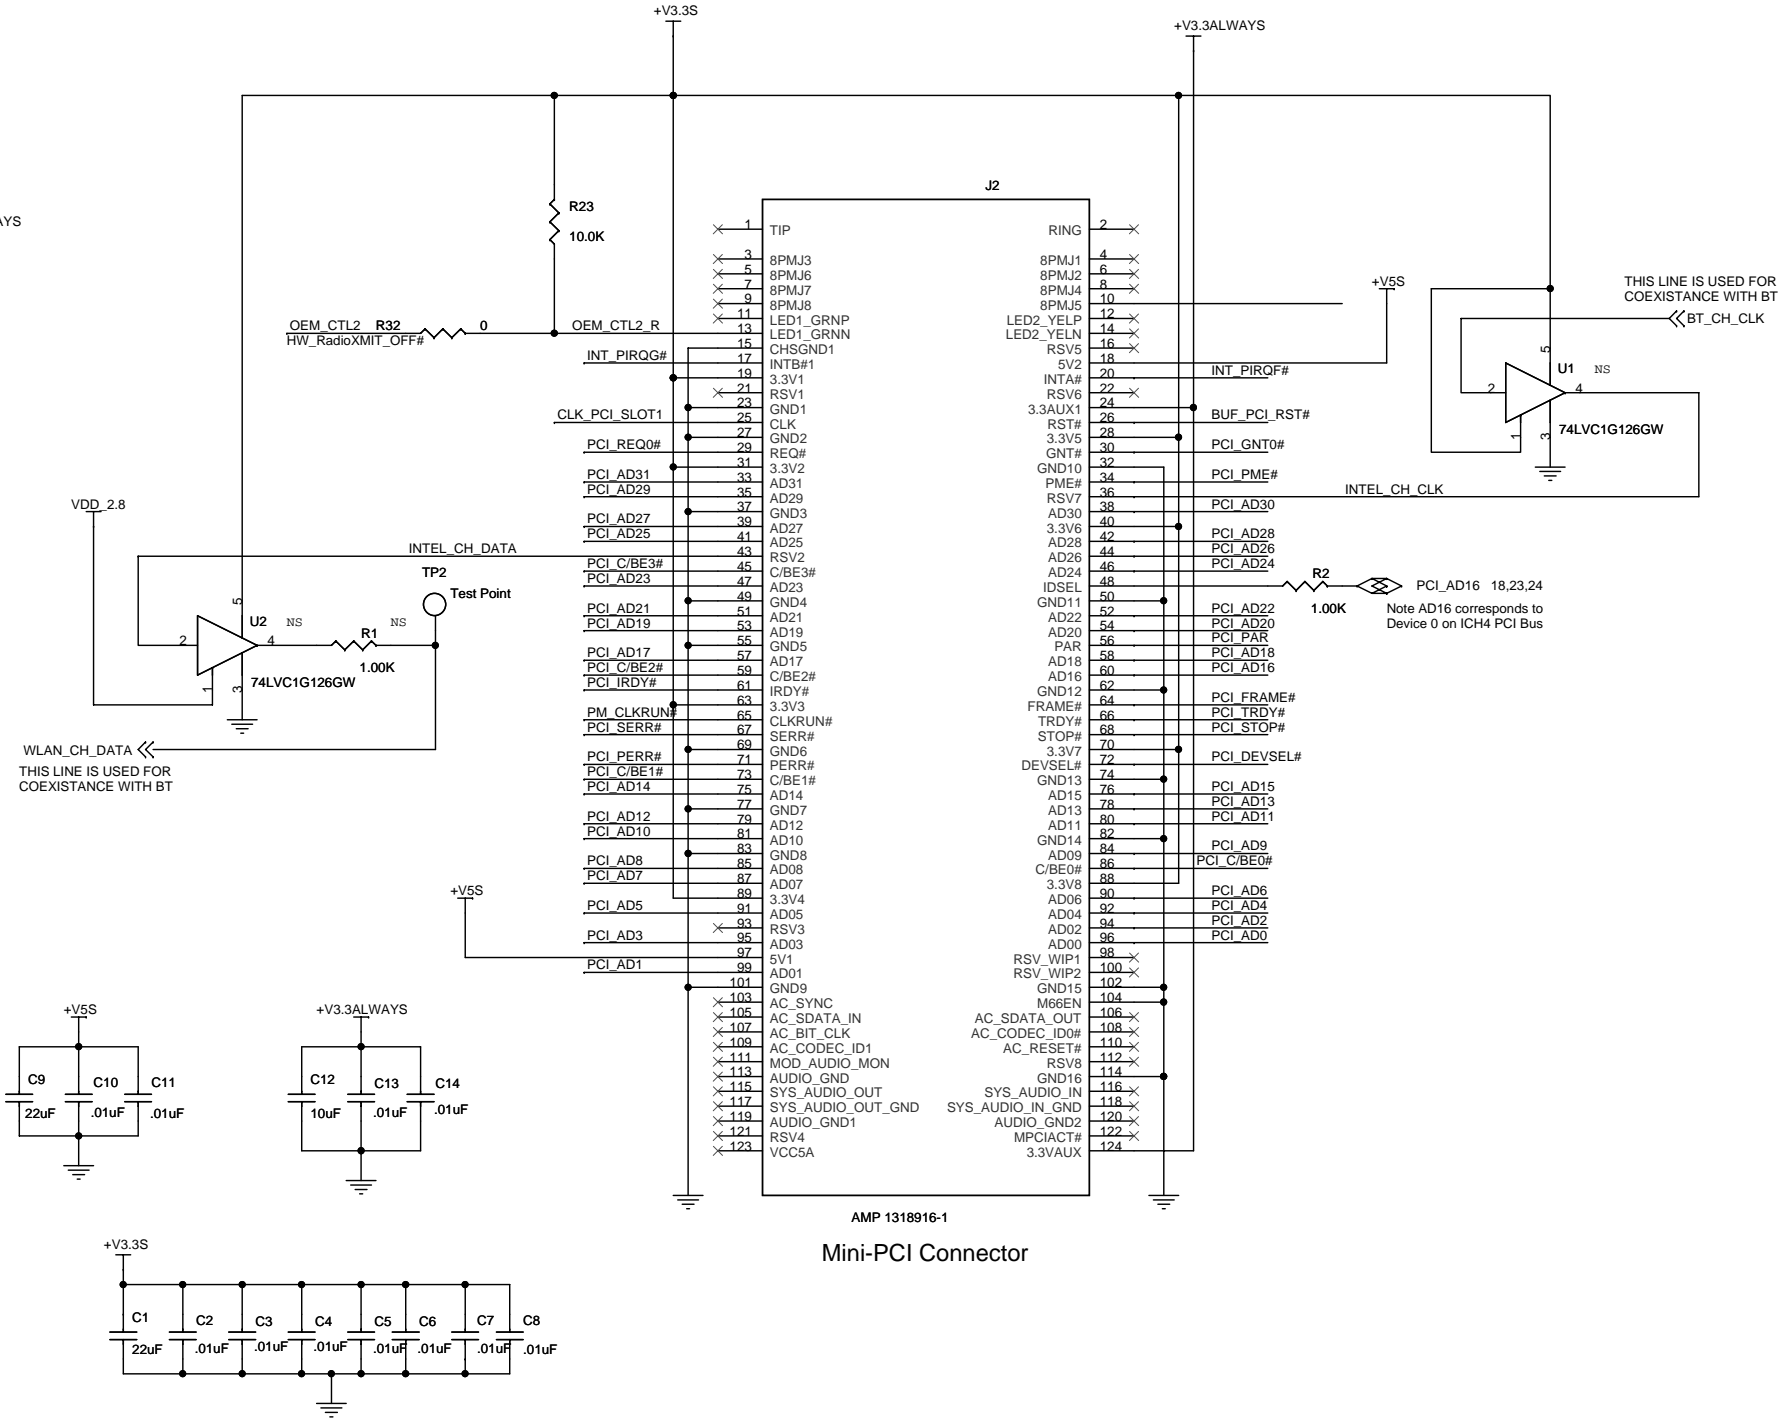 +V3.3S
+V3.3ALWAYS
AYS
J2
R23
10.0K
OEM_CTL2 R32 0 OEM_CTL2_R
HW_RadioXMIT_OFF#
+V5S
THIS LINE IS USED FOR
COEXISTANCE WITH BT
BT_CH_CLK
U1 NS
5
2 4
1 3
74LVC1G126GW
INTEL_CH_CLK
1 TIP RING 2
3 8PMJ3 8PMJ1 4
5 8PMJ6 8PMJ2 6
7 8PMJ7 8PMJ4 8
9 8PMJ8 8PMJ5 10
11 LED1_GRNP LED2_YELP 12
13 LED1_GRNN LED2_YELN 14
15 CHSGND1 RSV5 16
INT_PIRQG# 17 INTB#1 5V2 18
19 3.3V1 INTA# 20 INT_PIRQF#
21 RSV1 RSV6 22
23 GND1 3.3AUX1 24
CLK_PCI_SLOT1 25 CLK RST# 26 BUF_PCI_RST#
27 GND2 3.3V5 28
PCI_REQ0# 29 REQ# GNT# 30 PCI_GNT0#
31 3.3V2 GND10 32
PCI_AD31 33 AD31 PME# 34 PCI_PME#
PCI_AD29 35 AD29 RSV7 36
37 GND3 AD30 38 PCI_AD30
PCI_AD27 39 AD27 3.3V6 40
PCI_AD25 41 AD25 AD28 42 PCI_AD28
INTEL_CH_DATA 43 RSV2 AD26 44 PCI_AD26
PCI_C/BE3# 45 C/BE3# AD24 46 PCI_AD24
PCI_AD23 47 AD23 IDSEL 48
49 GND4 GND11 50
PCI_AD21 51 AD21 AD22 52 PCI_AD22
PCI_AD19 53 AD19 AD20 54 PCI_AD20
55 GND5 PAR 56 PCI_PAR
PCI_AD17 57 AD17 AD18 58 PCI_AD18
PCI_C/BE2# 59 C/BE2# AD16 60 PCI_AD16
PCI_IRDY# 61 IRDY# GND12 62
63 3.3V3 FRAME# 64 PCI_FRAME#
PM_CLKRUN# 65 CLKRUN# TRDY# 66 PCI_TRDY#
PCI_SERR# 67 SERR# STOP# 68 PCI_STOP#
69 GND6 3.3V7 70
PCI_PERR# 71 PERR# DEVSEL# 72 PCI_DEVSEL#
PCI_C/BE1# 73 C/BE1# GND13 74
PCI_AD14 75 AD14 AD15 76 PCI_AD15
77 GND7 AD13 78 PCI_AD13
PCI_AD12 79 AD12 AD11 80 PCI_AD11
PCI_AD10 81 AD10 GND14 82
83 GND8 AD09 84 PCI_AD9
PCI_AD8 85 AD08 C/BE0# 86 PCI_C/BE0#
PCI_AD7 87 AD07 3.3V8 88
89 3.3V4 AD06 90 PCI_AD6
PCI_AD5 91 AD05 AD04 92 PCI_AD4
93 RSV3 AD02 94 PCI_AD2
PCI_AD3 95 AD03 AD00 96 PCI_AD0
97 5V1 RSV_WIP1 98
PCI_AD1 99 AD01 RSV_WIP2 100
101 GND9 GND15 102
103 AC_SYNC M66EN 104
105 AC_SDATA_IN AC_SDATA_OUT 106
107 AC_BIT_CLK AC_CODEC_ID0# 108
109 AC_CODEC_ID1 AC_RESET# 110
111 MOD_AUDIO_MON RSV8 112
113 AUDIO_GND GND16 114
115 SYS_AUDIO_OUT SYS_AUDIO_IN 116
117 SYS_AUDIO_OUT_GND SYS_AUDIO_IN_GND 118
119 AUDIO_GND1 AUDIO_GND2 120
121 RSV4 MPCIACT# 122
123 VCC5A 3.3VAUX 124
R2
1.00K
PCI_AD16 18,23,24
Note AD16 corresponds to
Device 0 on ICH4 PCI Bus
VDD_2.8
TP2
Test Point
U2 NS
5
2 4
1 3
74LVC1G126GW
NS
R1
1.00K
WLAN_CH_DATA
THIS LINE IS USED FOR
COEXISTANCE WITH BT
+V5S
+V5S
C9 C10 C11
22uF .01uF .01uF
+V3.3ALWAYS
C12 C13 C14
10uF .01uF .01uF
AMP 1318916-1
Mini-PCI Connector
+V3.3S
C1 C2 C3 C4 C5 C6 C7 C8
22uF .01uF .01uF .01uF .01uF .01uF .01uF .01uF